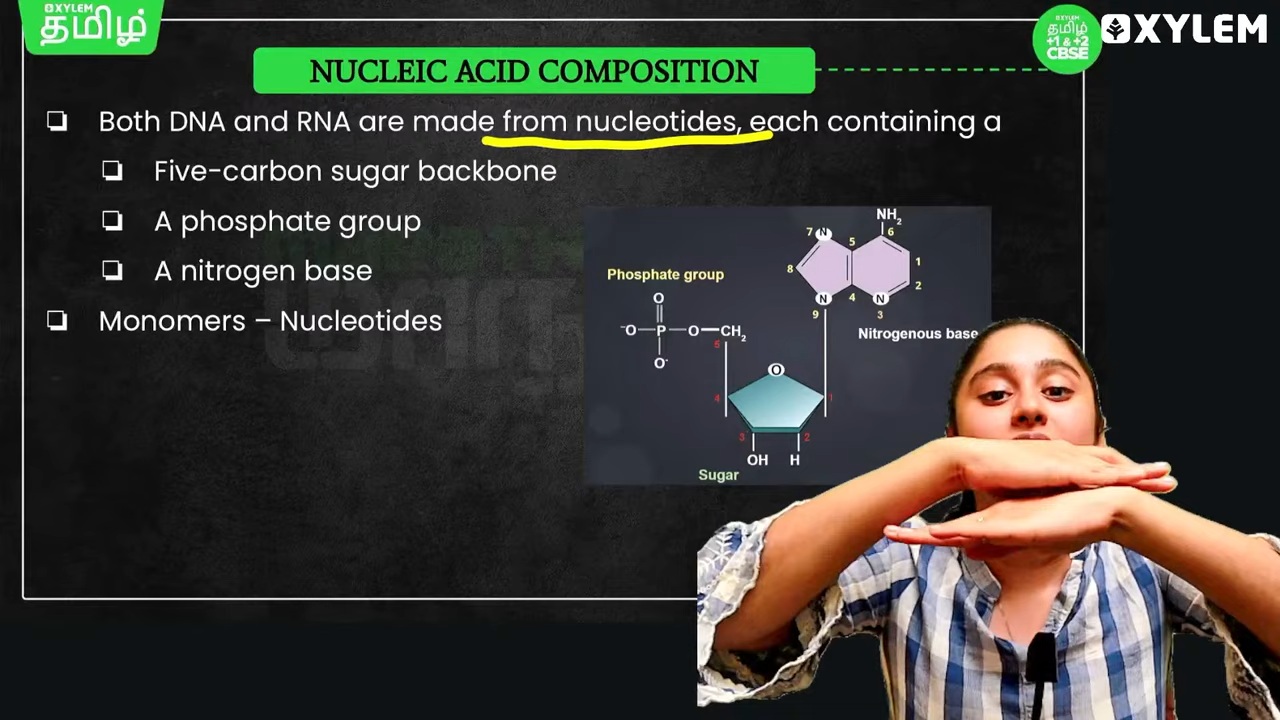 XYLEM
தமிழ்
XYLEM
தமிழ்
+1 & +2
CBSE
XYLEM
NUCLEIC ACID COMPOSITION
❏ Both DNA and RNA are made from nucleotides, each containing a
❏ Five-carbon sugar backbone
❏ A phosphate group
❏ A nitrogen base
❏ Monomers – Nucleotides
NH2
7 N 5 6
8 1
2
N 4 N
9 3
Phosphate group
Nitrogenous base
O
⁻O P O CH2
5
O⁻
O
4 1
3 2
OH H
Sugar